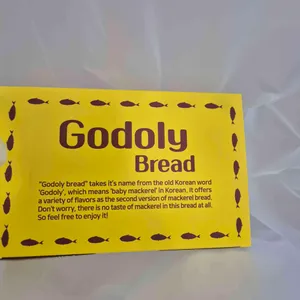 Godoly
Bread
"Godoly bread" takes it's name from the old Korean word
'Godoly', which means 'baby mackerel' in Korean, it offers
a variety of flavors as the second version of mackerel bread.
Don't worry, there is no taste of mackerel in this bread at all.
So feel free to enjoy it!